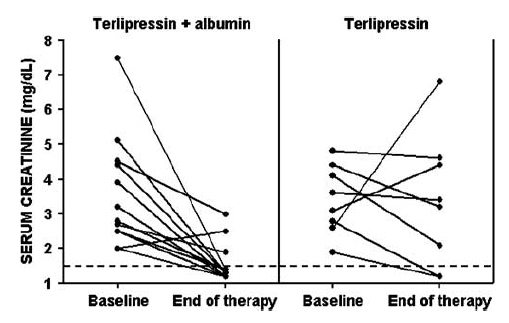 Terlipressin + albumin
Terlipressin
SERUM CREATININE (mg/dL)
8
7
6
5
4
3
2
1
Baseline
End of therapy
Baseline
End of therapy